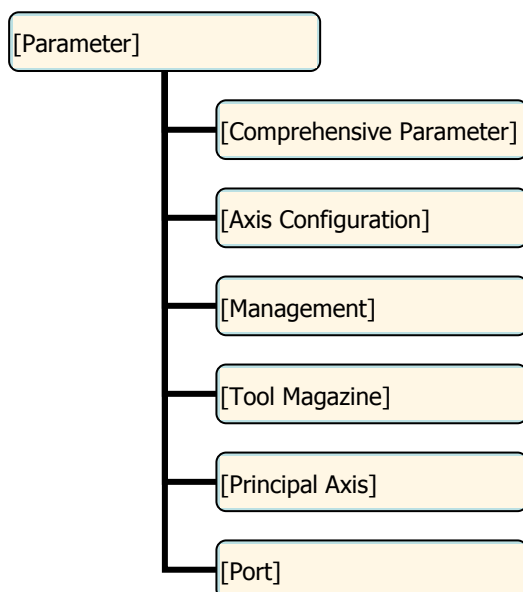 [Parameter]
[Comprehensive Parameter]
[Axis Configuration]
[Management]
[Tool Magazine]
[Principal Axis]
[Port]